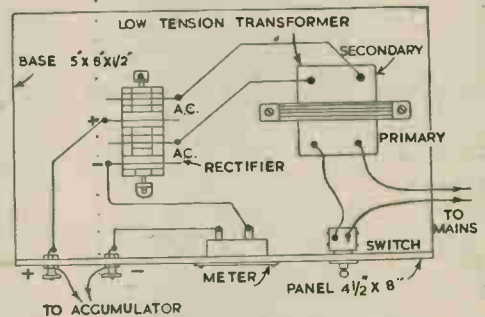 LOW TENSION TRANSFORMER
SECONDARY
BASE 5" X 8" X 1/2"
A.C.
+
A.C.
PRIMARY
-
RECTIFIER
TO
MAINS
SWITCH
+
-
METER
PANEL 4 1/2" X 8"
TO ACCUMULATOR